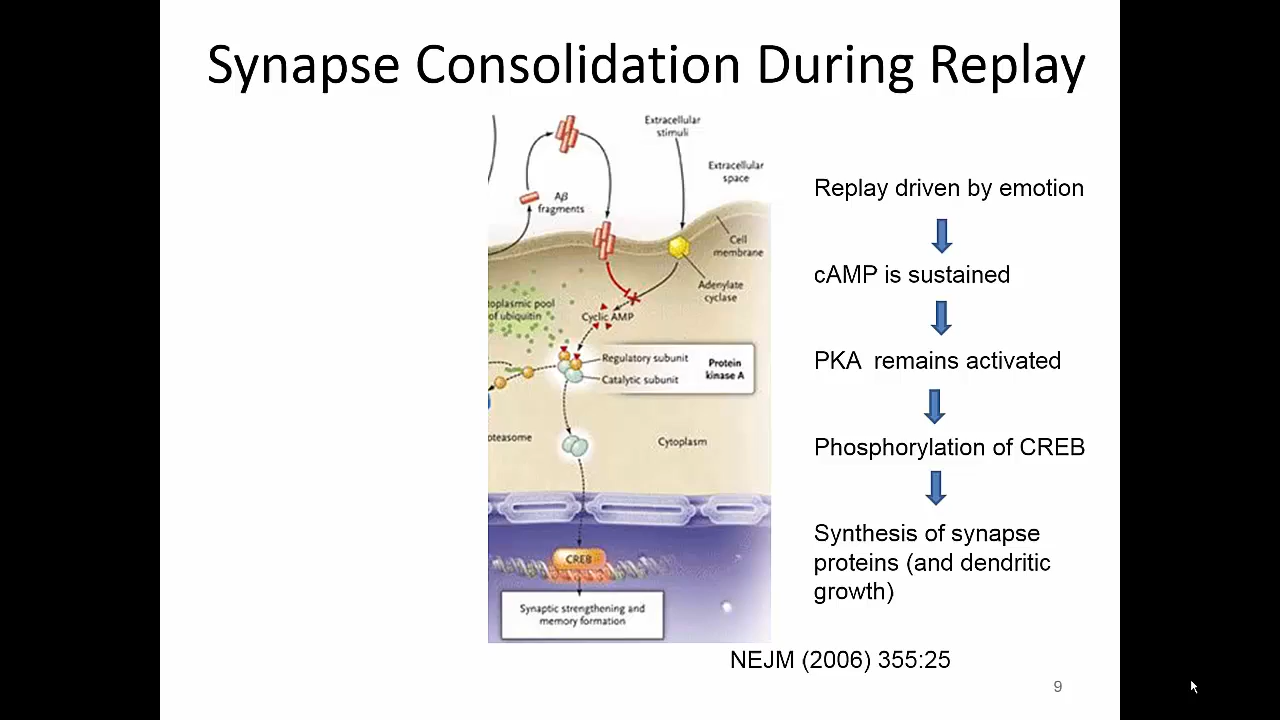 Synapse Consolidation During Replay
Extracellular
stimuli
Extracellular
space
Aβ
fragments
Cell
membrane
Adenylate
cyclase
toplasmic pool
of ubiquitin
Cyclic AMP
Regulatory subunit
Catalytic subunit
Protein
kinase A
oteasome
Cytoplasm
CREB
Synaptic strengthening and
memory formation
Replay driven by emotion
cAMP is sustained
PKA remains activated
Phosphorylation of CREB
Synthesis of synapse
proteins (and dendritic
growth)
NEJM (2006) 355:25
9